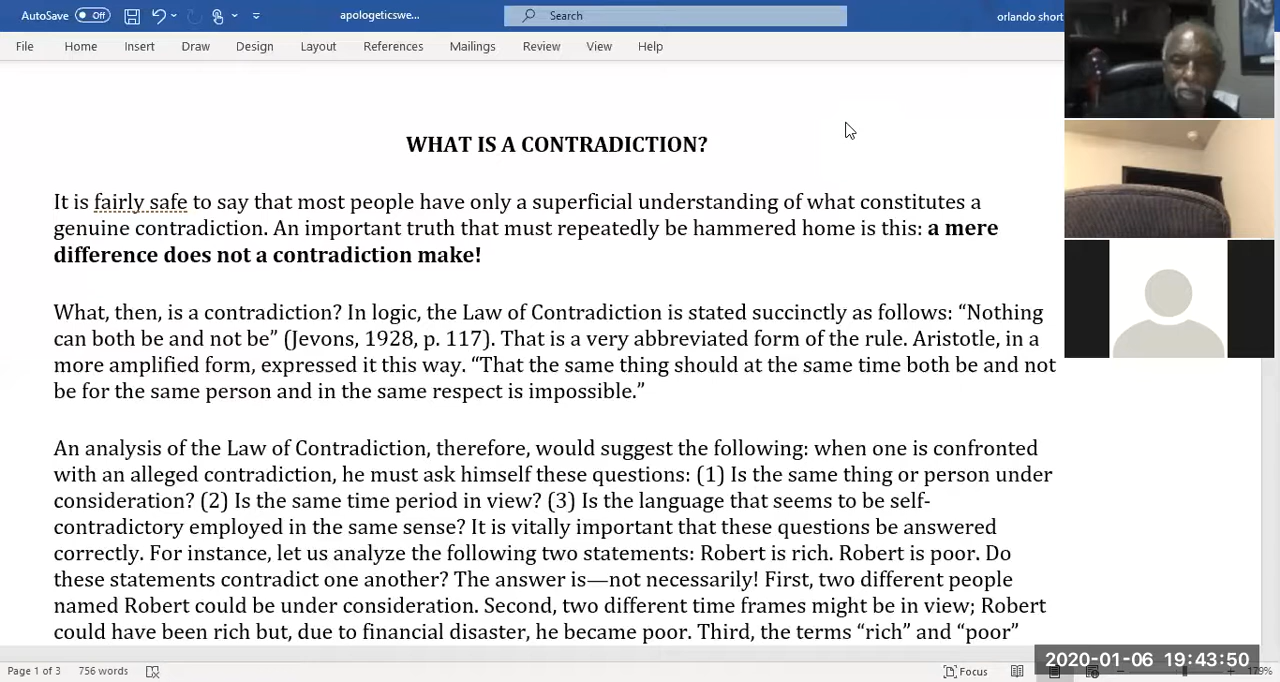 AutoSave Off apologeticswe... Search orlando short
File Home Insert Draw Design Layout References Mailings Review View Help
WHAT IS A CONTRADICTION?
It is fairly safe to say that most people have only a superficial understanding of what constitutes a
genuine contradiction. An important truth that must repeatedly be hammered home is this: a mere
difference does not a contradiction make!
What, then, is a contradiction? In logic, the Law of Contradiction is stated succinctly as follows: “Nothing
can both be and not be” (Jevons, 1928, p. 117). That is a very abbreviated form of the rule. Aristotle, in a
more amplified form, expressed it this way. “That the same thing should at the same time both be and not
be for the same person and in the same respect is impossible.”
An analysis of the Law of Contradiction, therefore, would suggest the following: when one is confronted
with an alleged contradiction, he must ask himself these questions: (1) Is the same thing or person under
consideration? (2) Is the same time period in view? (3) Is the language that seems to be self-
contradictory employed in the same sense? It is vitally important that these questions be answered
correctly. For instance, let us analyze the following two statements: Robert is rich. Robert is poor. Do
these statements contradict one another? The answer is—not necessarily! First, two different people
named Robert could be under consideration. Second, two different time frames might be in view; Robert
could have been rich but, due to financial disaster, he became poor. Third, the terms “rich” and “poor”
Page 1 of 3 756 words Focus 179%
2020-01-06 19:43:50